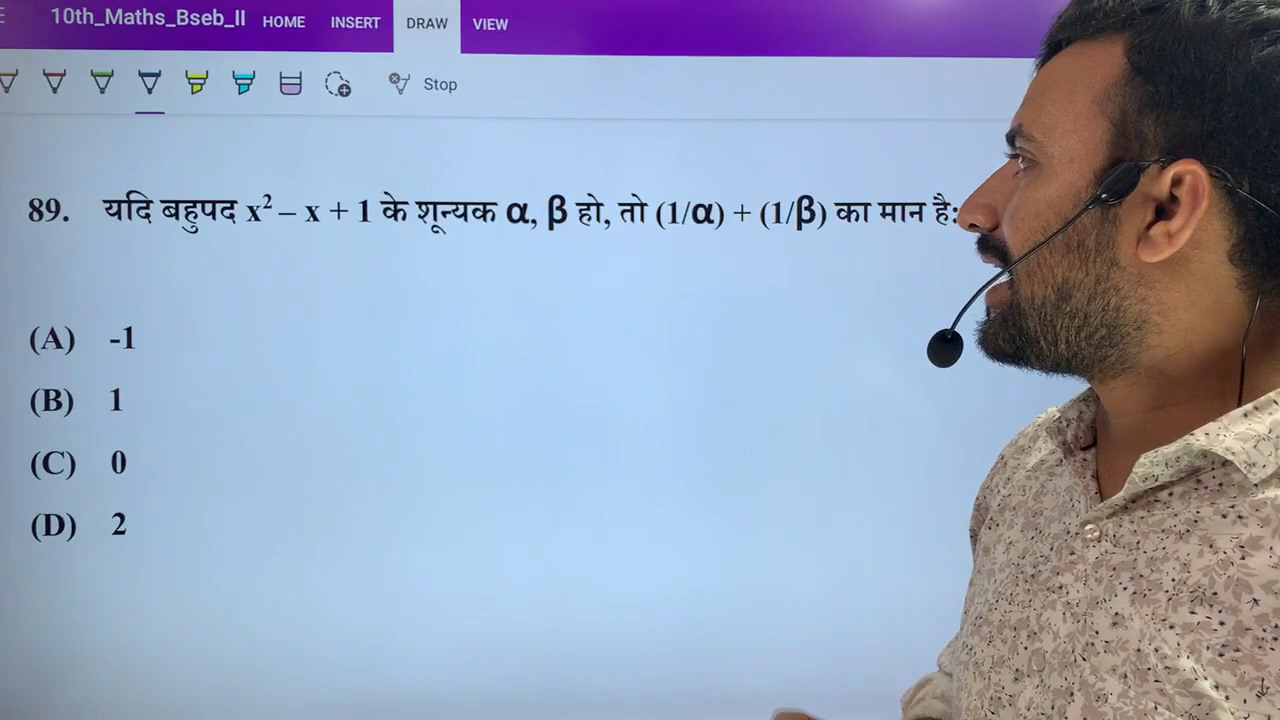 10th_Maths_Bseb_II HOME INSERT DRAW VIEW
Stop
89. यदि बहुपद x² – x + 1 के शून्यक α, β हो, तो (1/α) + (1/β) का मान है:
(A) -1
(B) 1
(C) 0
(D) 2